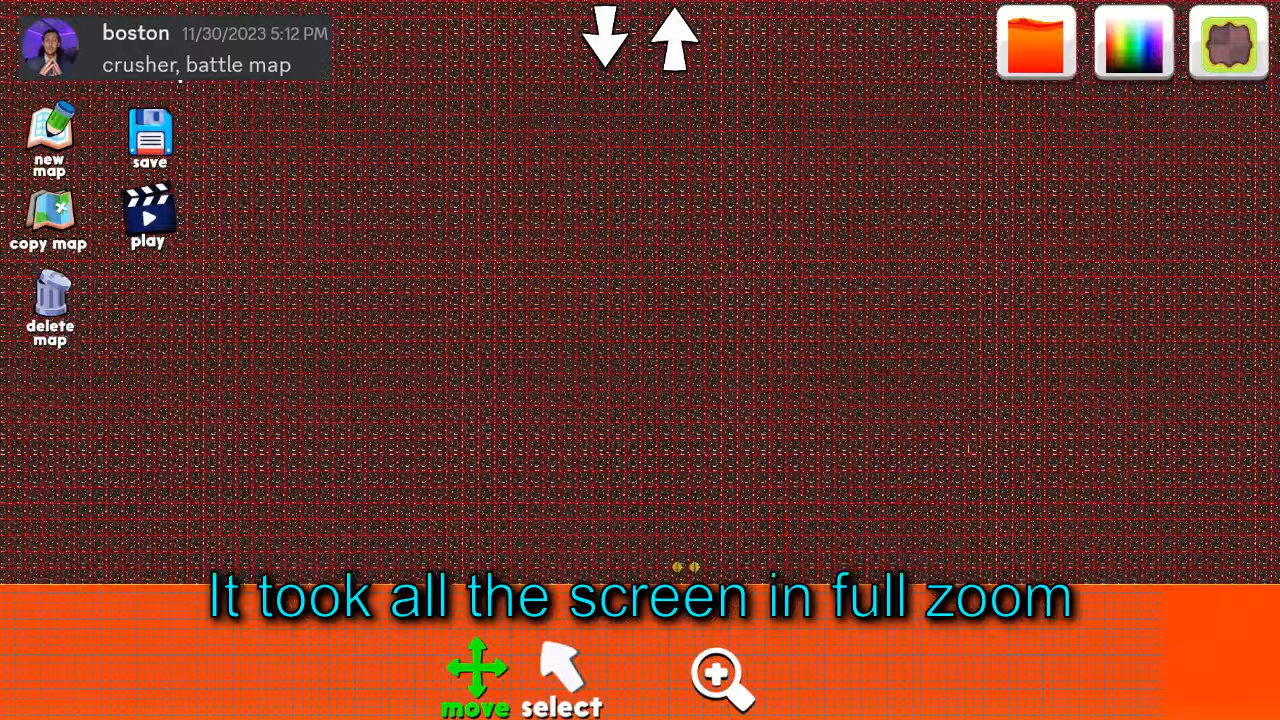 boston 11/30/2023 5:12 PM
crusher, battle map
new
map
save
copy map
play
delete
map
It took all the screen in full zoom
move select